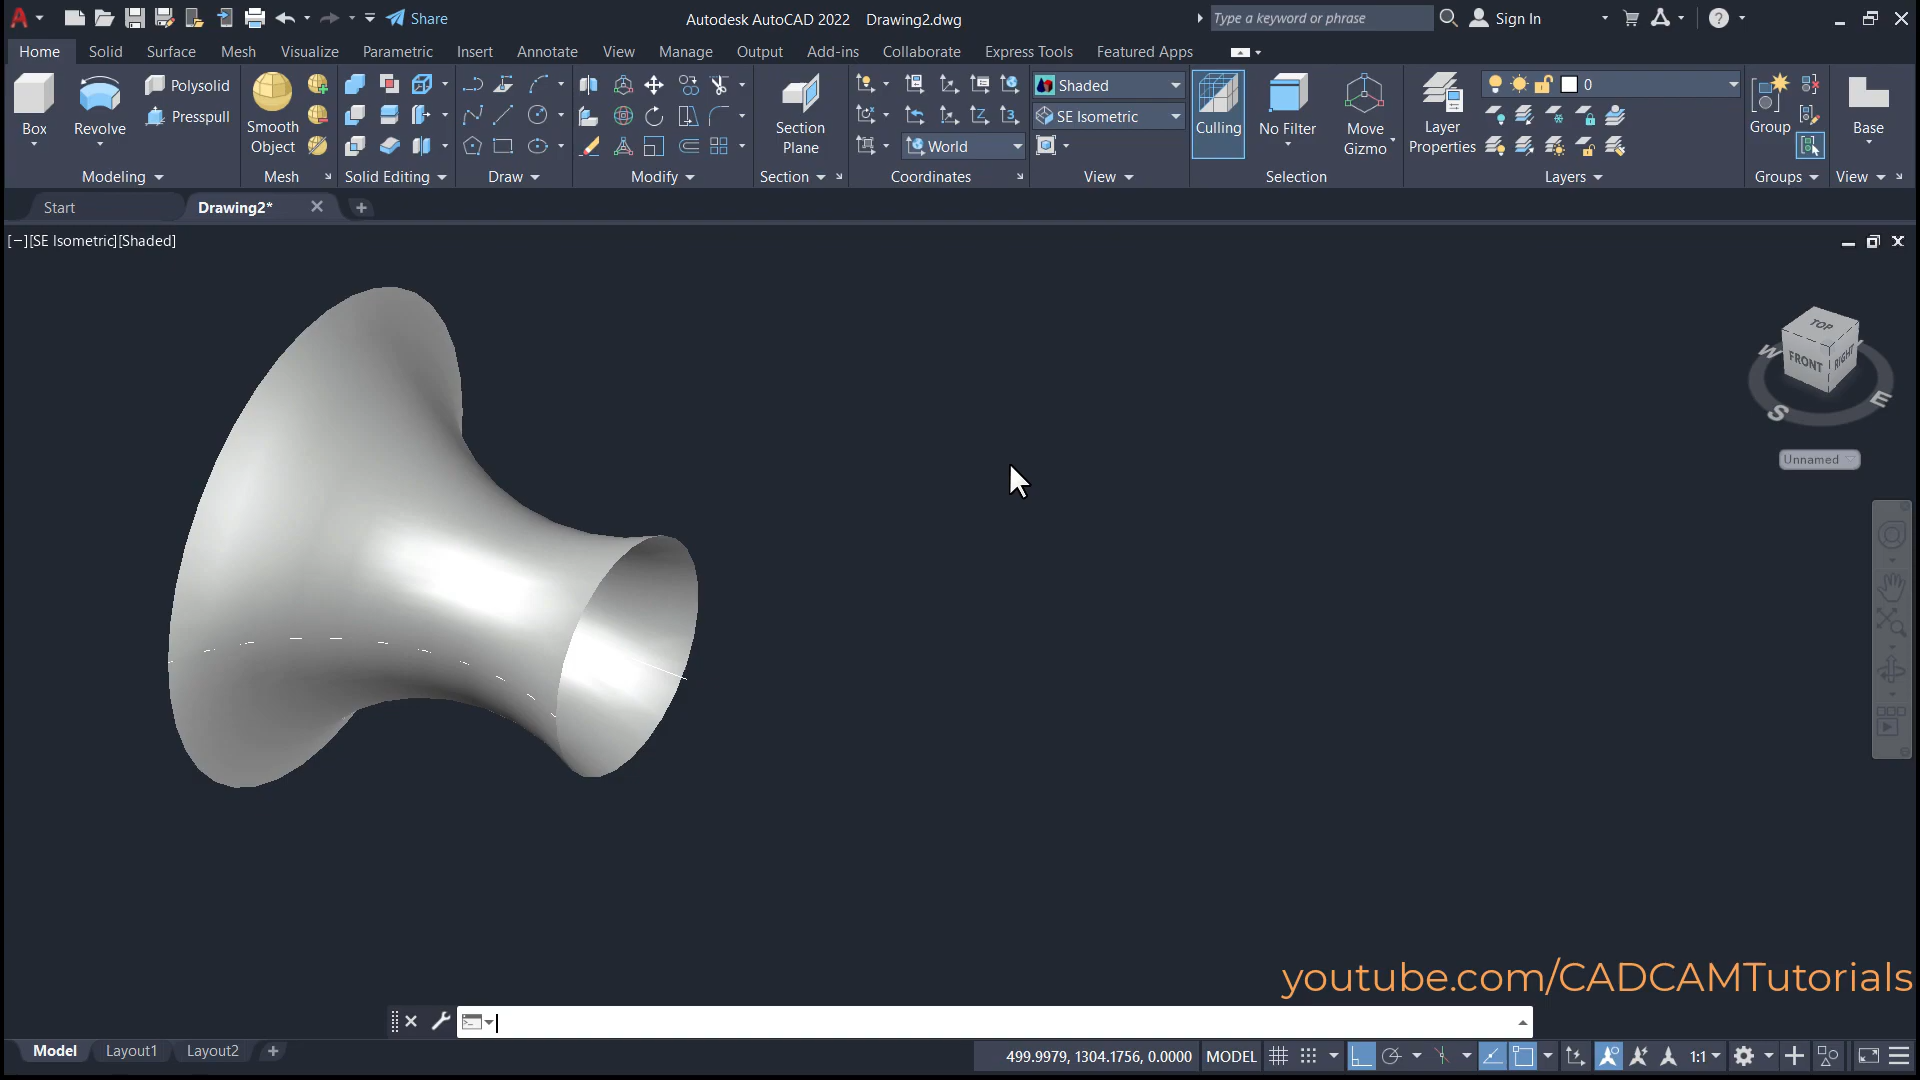 Share
Autodesk AutoCAD 2022 Drawing2.dwg
Type a keyword or phrase
Sign In
Home Solid Surface Mesh Visualize Parametric Insert Annotate View Manage Output Add-ins Collaborate Express Tools Featured Apps
Box
Revolve
Polysolid
Presspull
Smooth Object
Section Plane
World
Shaded
SE Isometric
Culling
No Filter
Move Gizmo
Layer Properties
0
Group
Base
Modeling Mesh Solid Editing Draw Modify Section Coordinates View Selection Layers Groups View
Start Drawing2*
[−][SE Isometric][Shaded]
TOP
FRONT
RIGHT
W
S
E
Unnamed
youtube.com/CADCAMTutorials
Model Layout1 Layout2
499.9979, 1304.1756, 0.0000 MODEL 1:1